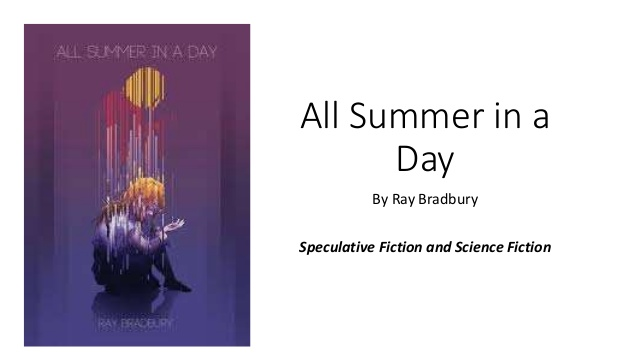 ALL SUMMER IN A DAY
RAY BRADBURY
All Summer in a
Day
By Ray Bradbury
Speculative Fiction and Science Fiction